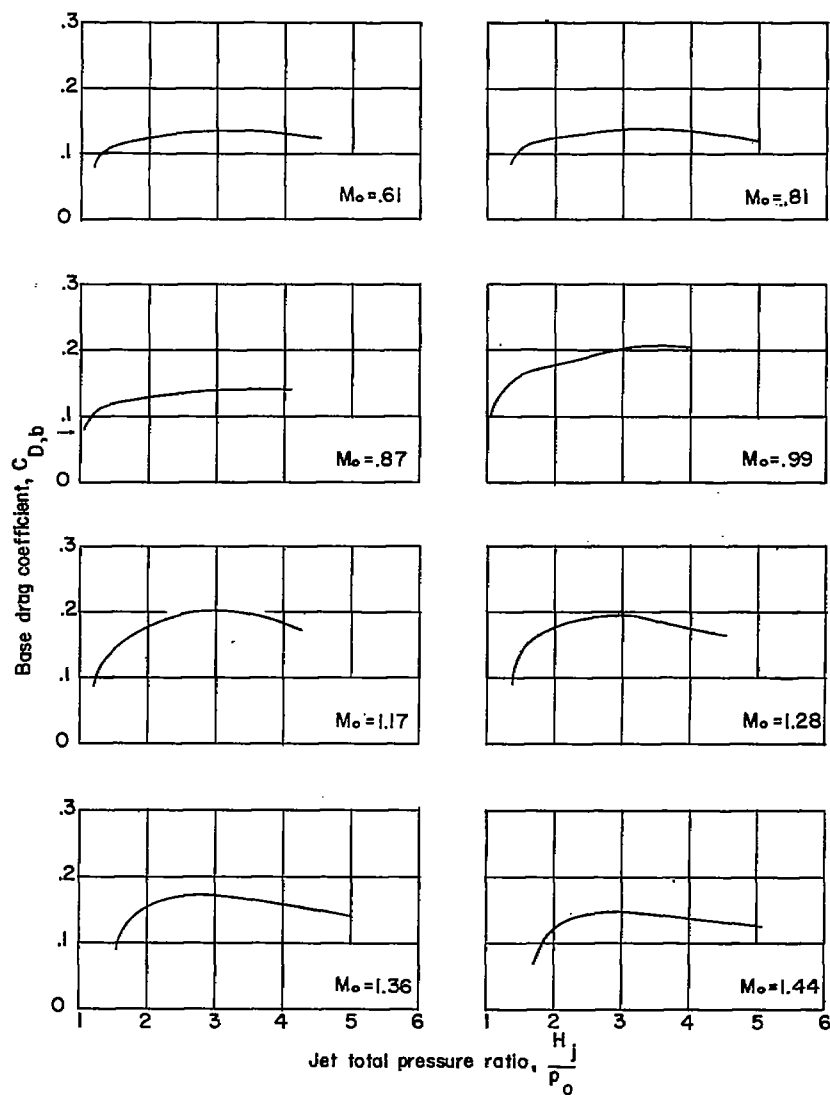 .3
.2
.1
0
Mo=.61
Mo=.81
.3
.2
.1
0
Mo=.87
Mo=.99
Base drag coefficient, CD,b
.3
.2
.1
0
Mo=1.17
Mo=1.28
.3
.2
.1
0
Mo=1.36
Mo=1.44
1 2 3 4 5 6
1 2 3 4 5 6
Jet total pressure ratio, Hj/po